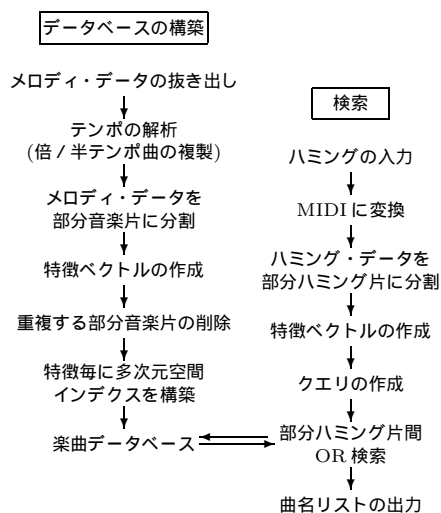 データベースの構築
メロディ・データの抜き出し
テンポの解析
(倍 / 半テンポ曲の複製)
メロディ・データを
部分音楽片に分割
特徴ベクトルの作成
重複する部分音楽片の削除
特徴毎に多次元空間
インデクスを構築
楽曲データベース
検索
ハミングの入力
MIDI に変換
ハミング・データを
部分ハミング片に分割
特徴ベクトルの作成
クエリの作成
部分ハミング片間
OR 検索
曲名リストの出力